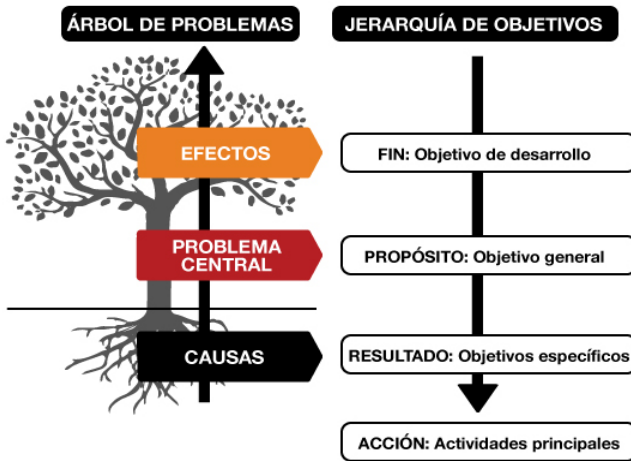 ÁRBOL DE PROBLEMAS
JERARQUÍA DE OBJETIVOS
EFECTOS
FIN: Objetivo de desarrollo
PROBLEMA
CENTRAL
PROPÓSITO: Objetivo general
CAUSAS
RESULTADO: Objetivos específicos
ACCIÓN: Actividades principales